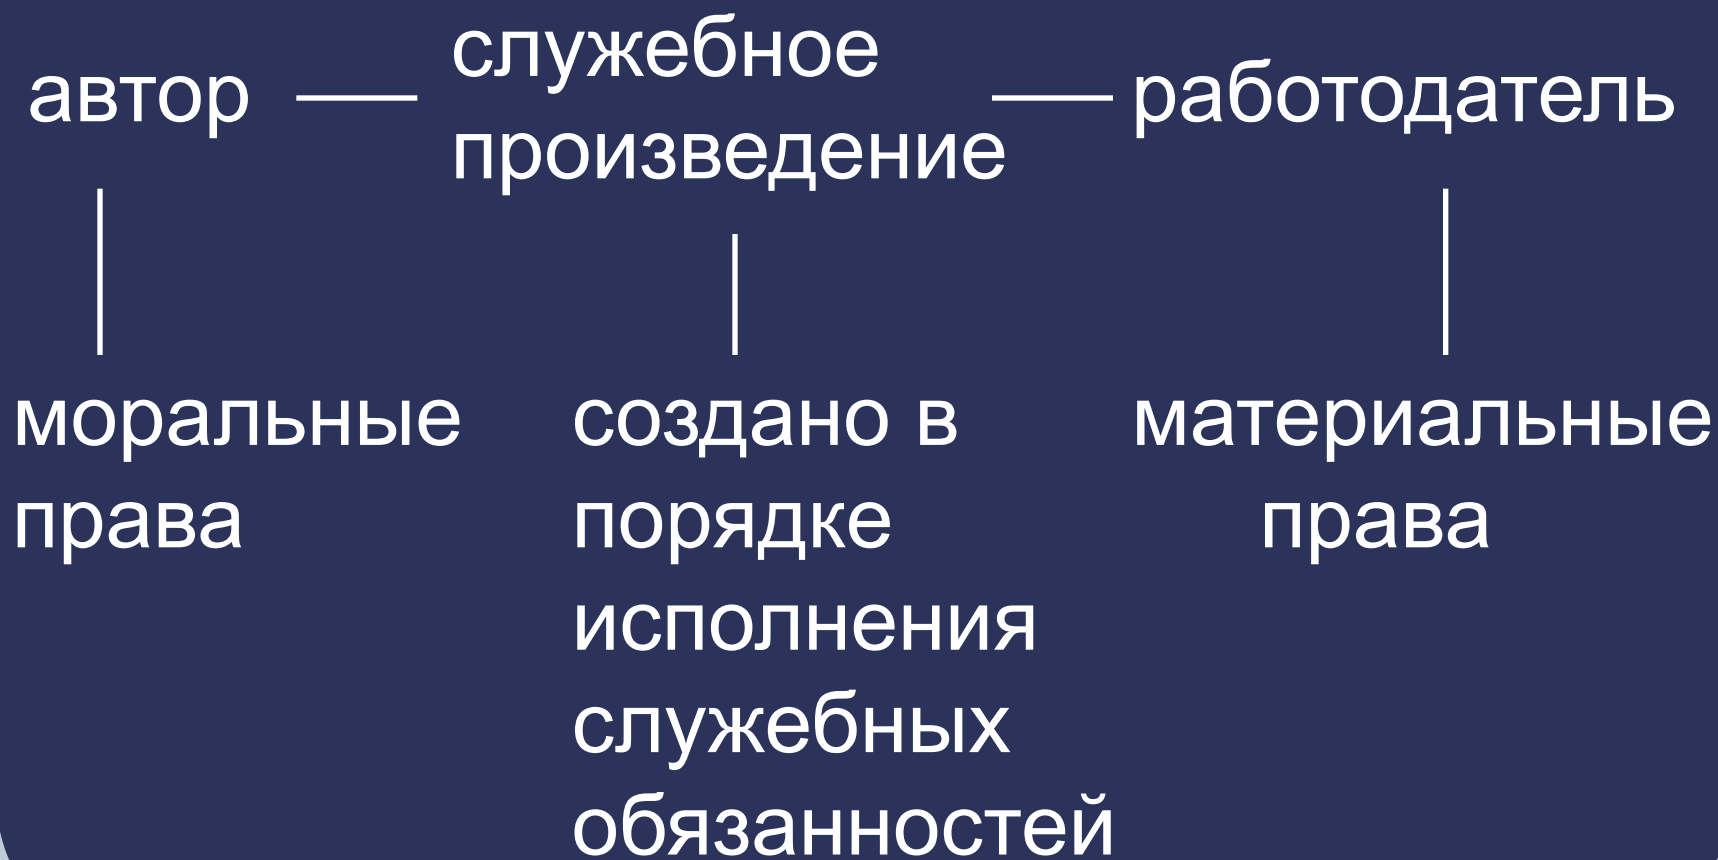 автор
служебное
произведение
работодатель
моральные
права
создано в
порядке
исполнения
служебных
обязанностей
материальные
права